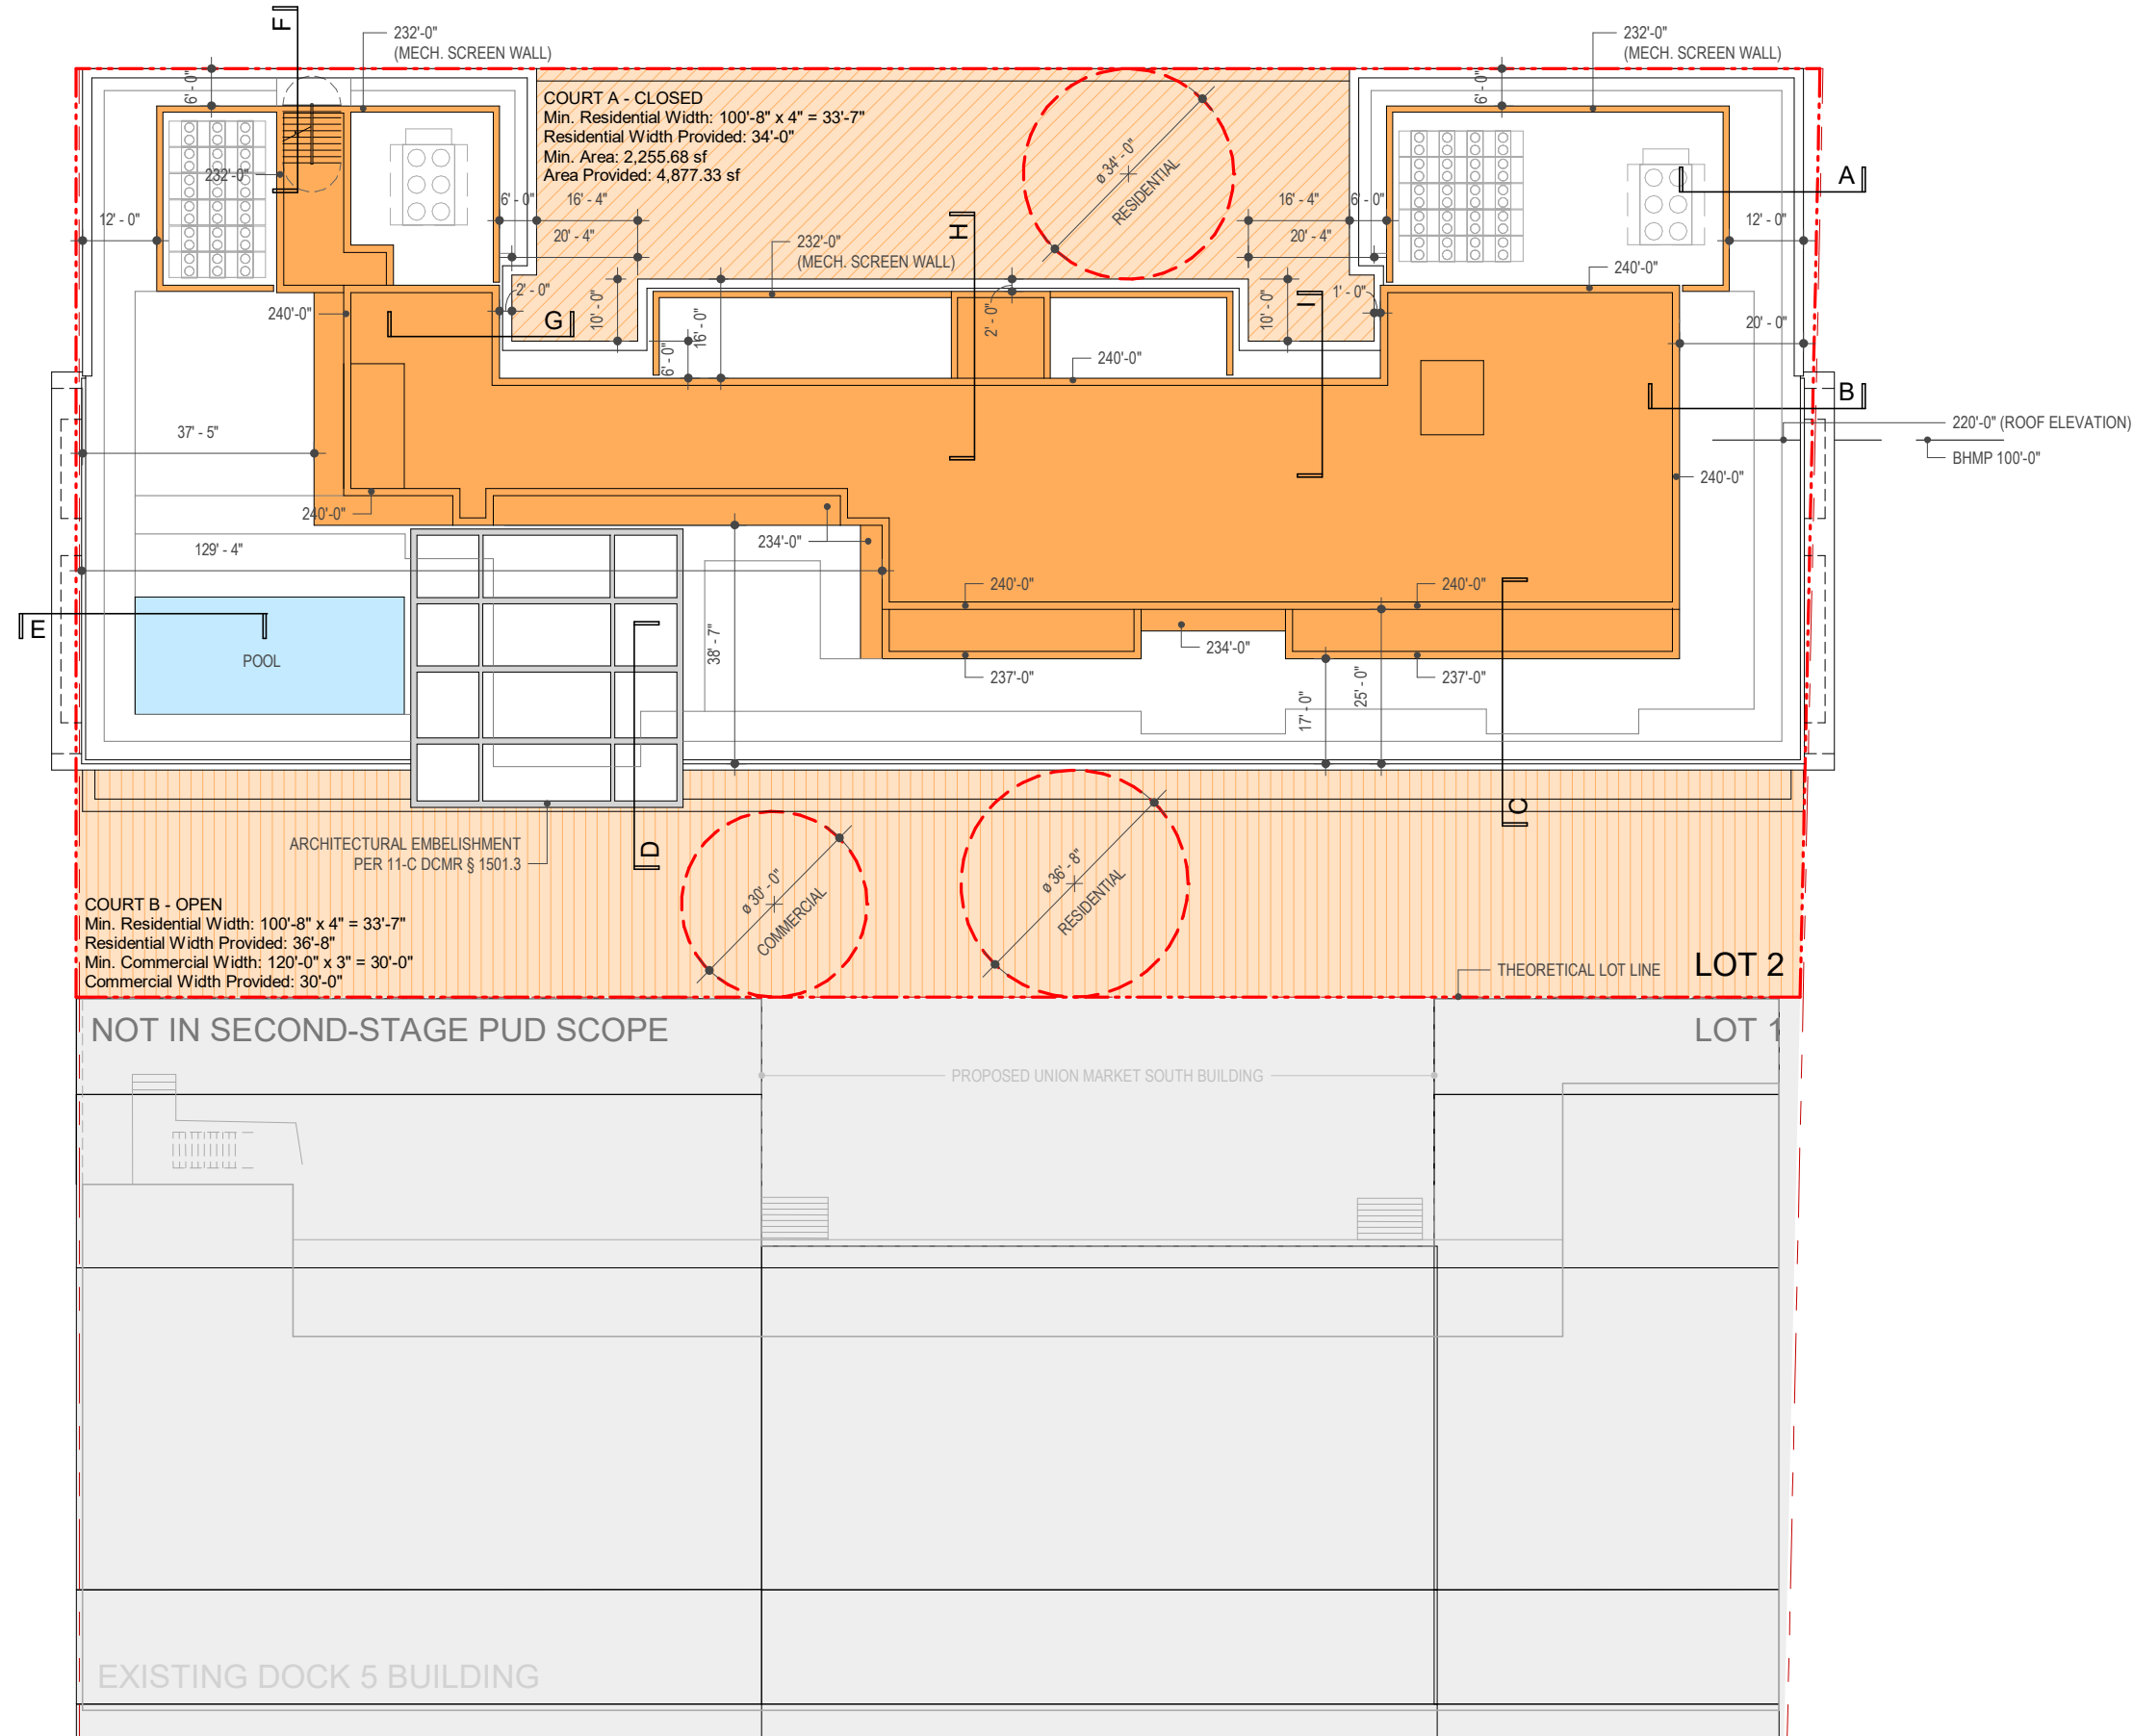 F
232'-0"
(MECH. SCREEN WALL)
232'-0"
(MECH. SCREEN WALL)
6' - 0"
6' - 0"
COURT A - CLOSED
Min. Residential Width: 100'-8" x 4" = 33'-7"
Residential Width Provided: 34'-0"
Min. Area: 2,255.68 sf
Area Provided: 4,877.33 sf
ø 34' - 0"
RESIDENTIAL
232'-0"
A
12' - 0"
6' - 0"
16' - 4"
20' - 4"
H
16' - 4"
6' - 0"
20' - 4"
12' - 0"
232'-0"
(MECH. SCREEN WALL)
240'-0"
2' - 0"
1' - 0"
240'-0"
G
10' - 0"
16' - 0"
6' - 0"
2' - 0"
10' - 0"
I
20' - 0"
240'-0"
B
37' - 5"
220'-0" (ROOF ELEVATION)
BHMP 100'-0"
240'-0"
240'-0"
234'-0"
129' - 4"
240'-0"
240'-0"
E
POOL
38' - 7"
234'-0"
237'-0"
237'-0"
25' - 0"
17' - 0"
C
D
ARCHITECTURAL EMBELISHMENT
PER 11-C DCMR § 1501.3
ø 30' - 0"
COMMERCIAL
ø 36' - 8"
RESIDENTIAL
COURT B - OPEN
Min. Residential Width: 100'-8" x 4" = 33'-7"
Residential Width Provided: 36'-8"
Min. Commercial Width: 120'-0" x 3" = 30'-0"
Commercial Width Provided: 30'-0"
THEORETICAL LOT LINE
LOT 2
NOT IN SECOND-STAGE PUD SCOPE
LOT 1
PROPOSED UNION MARKET SOUTH BUILDING
EXISTING DOCK 5 BUILDING